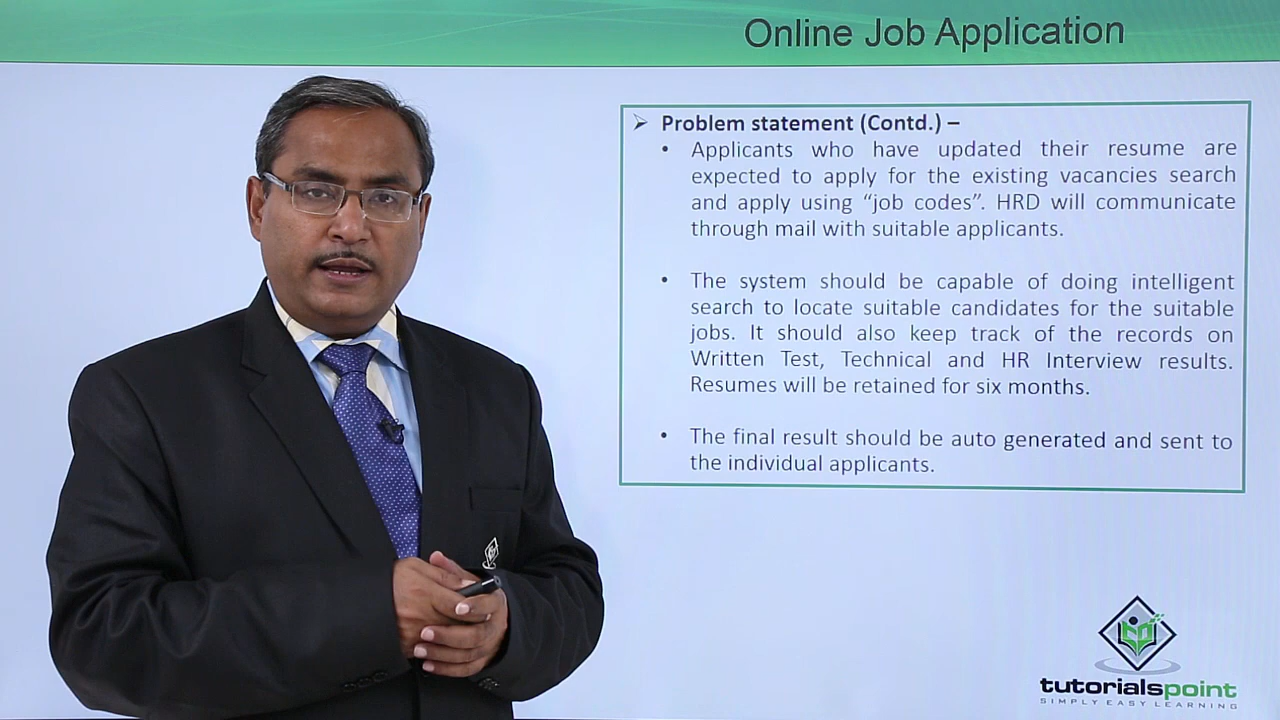 Online Job Application
➢ Problem statement (Contd.) –
• Applicants who have updated their resume are
expected to apply for the existing vacancies search
and apply using “job codes”. HRD will communicate
through mail with suitable applicants.
• The system should be capable of doing intelligent
search to locate suitable candidates for the suitable
jobs. It should also keep track of the records on
Written Test, Technical and HR Interview results.
Resumes will be retained for six months.
• The final result should be auto generated and sent to
the individual applicants.
tutorialspoint
SIMPLY EASY LEARNING